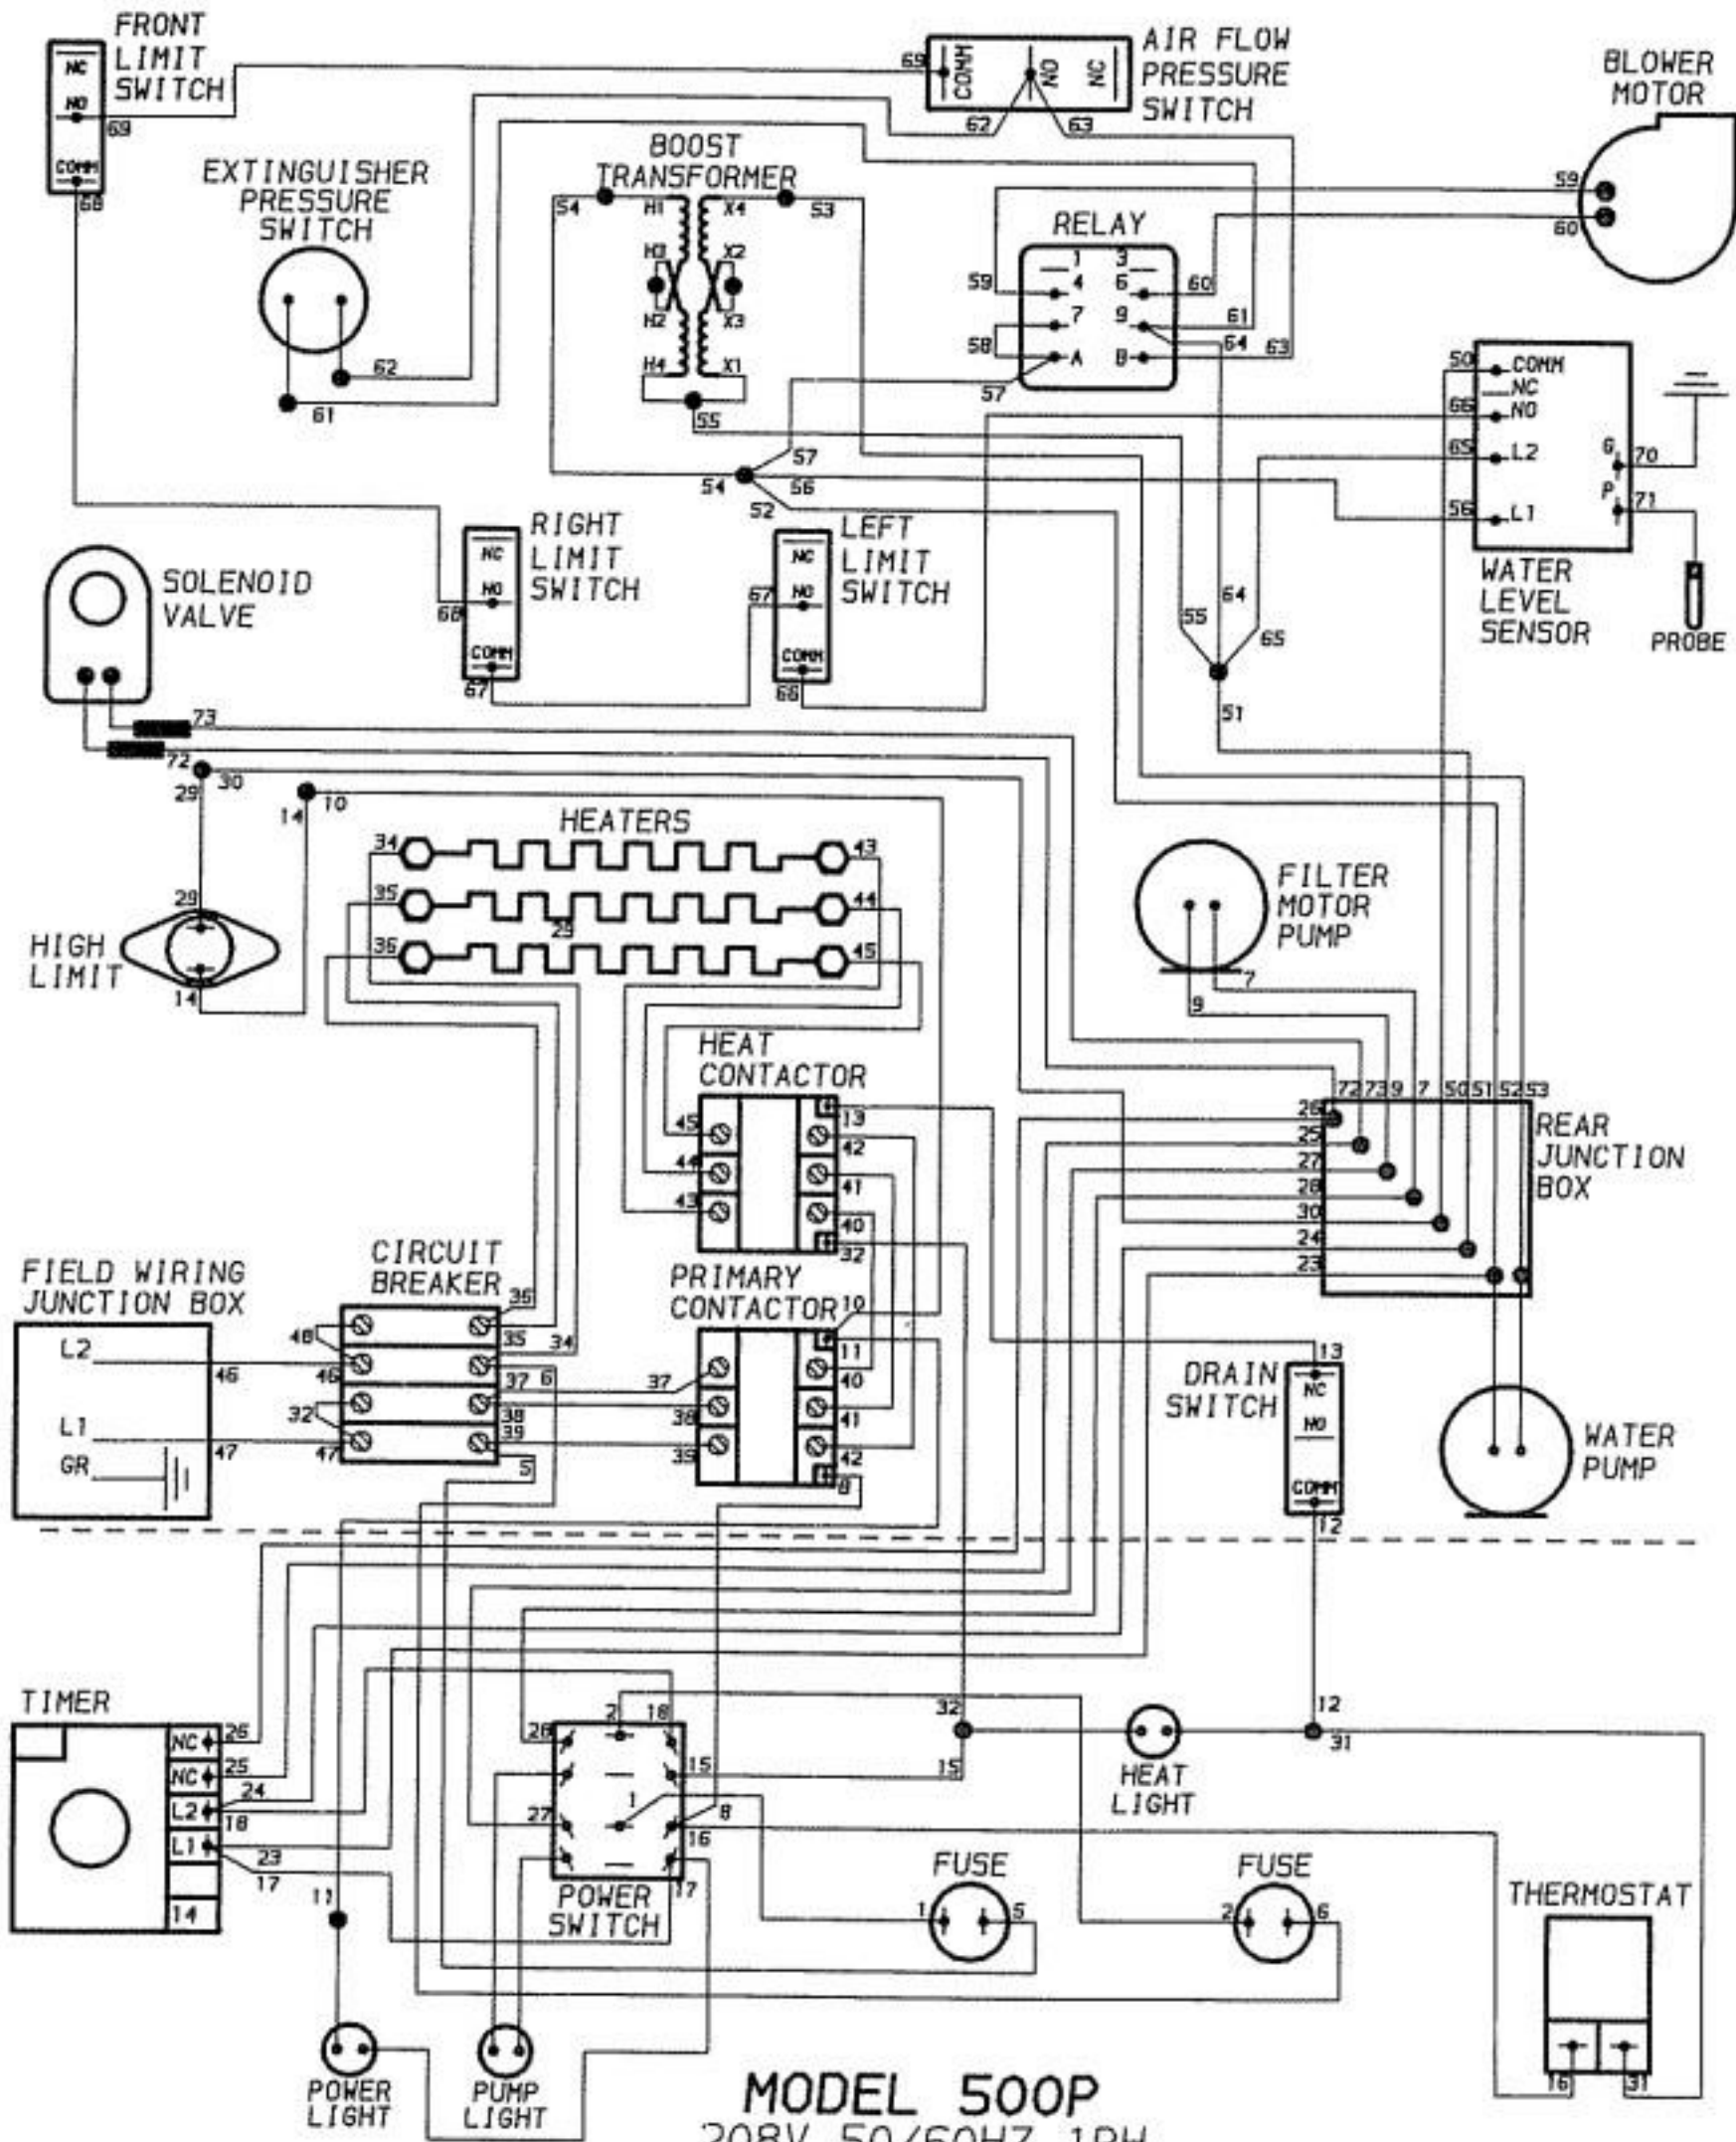 FRONT
LIMIT
SWITCH
NC
NO
69
COMM
68
AIR FLOW
PRESSURE
SWITCH
69
COMM
NO
NC
62
63
BLOWER
MOTOR
59
60
EXTINGUISHER
PRESSURE
SWITCH
62
61
BOOST
TRANSFORMER
54
H1
X4
53
H3
X2
H2
X3
H4
X1
55
RELAY
1
3
59
4
6
60
7
9
61
64
58
A
B
63
57
57
54
56
52
50
COMM
NC
66
NO
65
L2
56
L1
G
70
P
71
WATER
LEVEL
SENSOR
PROBE
RIGHT
LIMIT
SWITCH
NC
NO
68
COMM
67
LEFT
LIMIT
SWITCH
NC
67
NO
COMM
66
55
64
65
51
SOLENOID
VALVE
73
72
30
29
14
10
HEATERS
34
43
35
44
29
36
45
29
HIGH
LIMIT
14
FILTER
MOTOR
PUMP
7
9
HEAT
CONTACTOR
13
45
42
44
41
43
40
32
72
73
9
7
50
51
52
53
26
25
27
28
30
24
23
REAR
JUNCTION
BOX
FIELD WIRING
JUNCTION BOX
L2
46
L1
47
GR
CIRCUIT
BREAKER
36
48
35
34
46
37
6
32
38
39
47
5
PRIMARY
CONTACTOR
10
11
37
40
38
41
39
42
8
DRAIN
SWITCH
13
NC
NO
COMM
12
WATER
PUMP
TIMER
NC
26
NC
25
24
L2
18
L1
23
17
14
11
2
18
28
15
1
8
27
16
17
POWER
SWITCH
32
15
HEAT
LIGHT
12
31
FUSE
1
5
FUSE
2
6
THERMOSTAT
16
31
POWER
LIGHT
PUMP
LIGHT
MODEL 500P
208V 50/60HZ 1PH